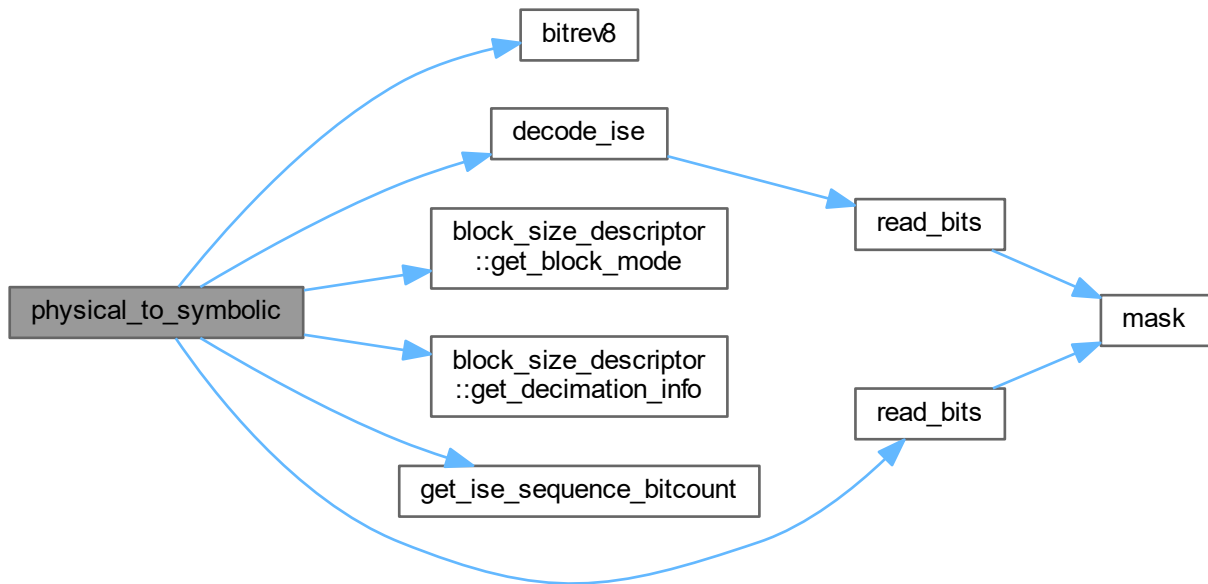 bitrev8
decode_ise
block_size_descriptor
::get_block_mode
read_bits
physical_to_symbolic
mask
block_size_descriptor
::get_decimation_info
read_bits
get_ise_sequence_bitcount